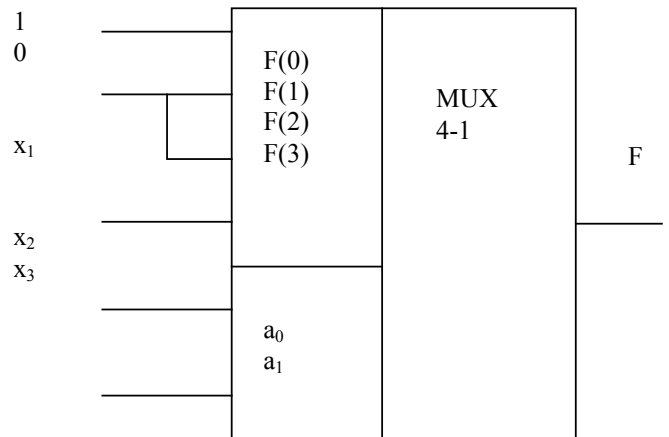 1
0
x₁
x₂
x₃
F(0)
F(1)
F(2)
F(3)
a₀
a₁
MUX
4-1
F